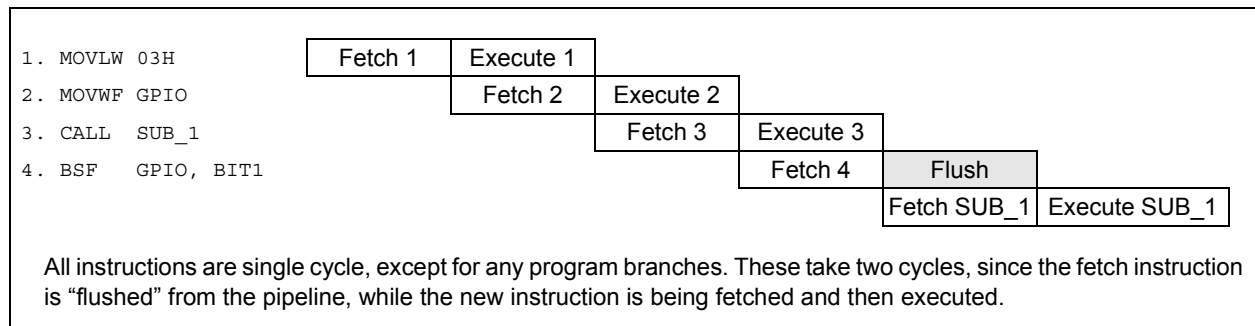 1. MOVLW 03H Fetch 1 Execute 1
2. MOVWF GPIO Fetch 2 Execute 2
3. CALL SUB_1 Fetch 3 Execute 3
4. BSF GPIO, BIT1 Fetch 4 Flush
Fetch SUB_1 Execute SUB_1
All instructions are single cycle, except for any program branches. These take two cycles, since the fetch instruction
is “flushed” from the pipeline, while the new instruction is being fetched and then executed.